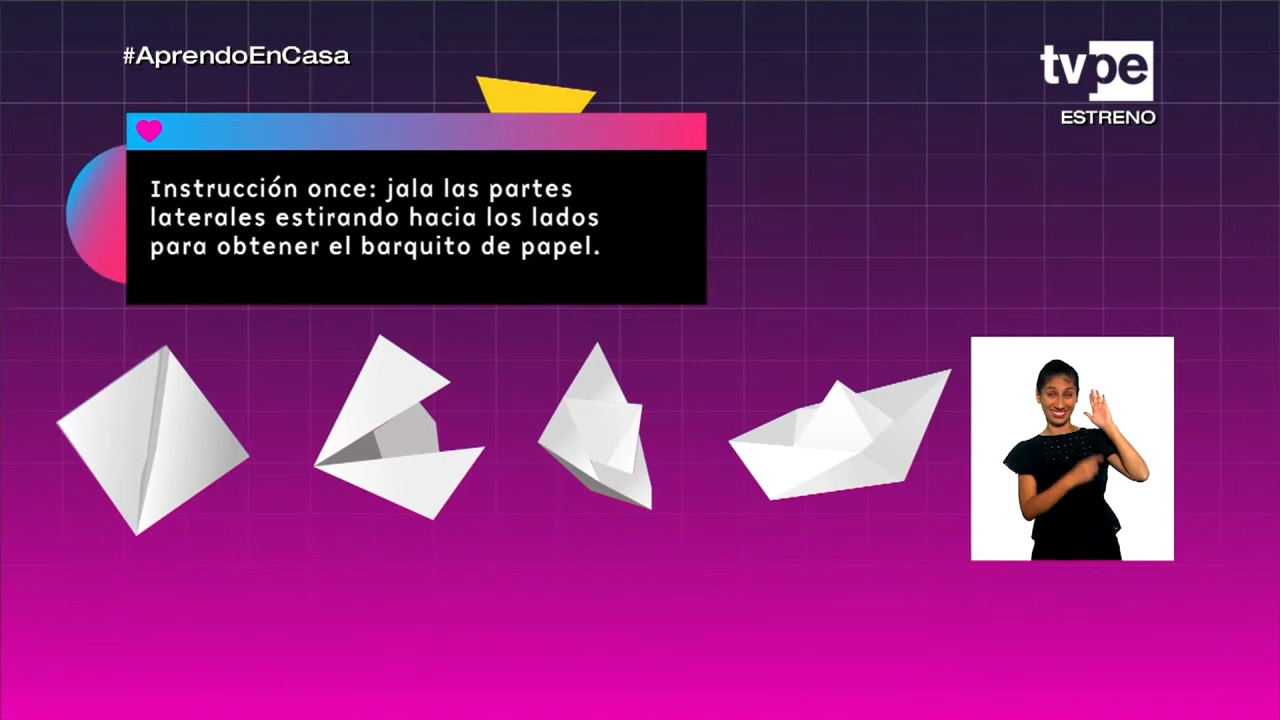 #AprendoEnCasa
tvpe
ESTRENO
Instrucción once: jala las partes
laterales estirando hacia los lados
para obtener el barquito de papel.